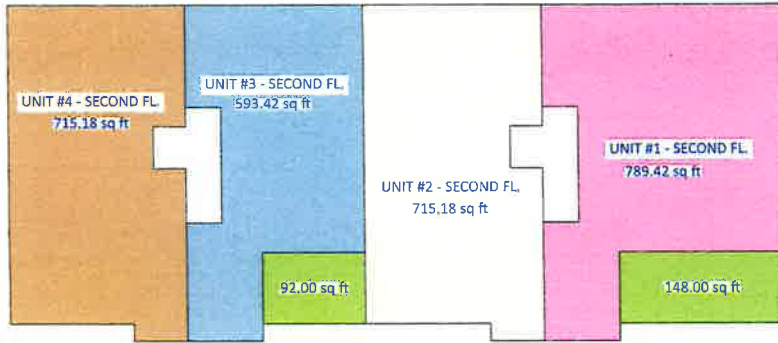 UNIT #4 - SECOND FL.
715.18 sq ft
UNIT #3 - SECOND FL.
593.42 sq ft
UNIT #2 - SECOND FL.
715.18 sq ft
UNIT #1 - SECOND FL.
789.42 sq ft
92.00 sq ft
148.00 sq ft